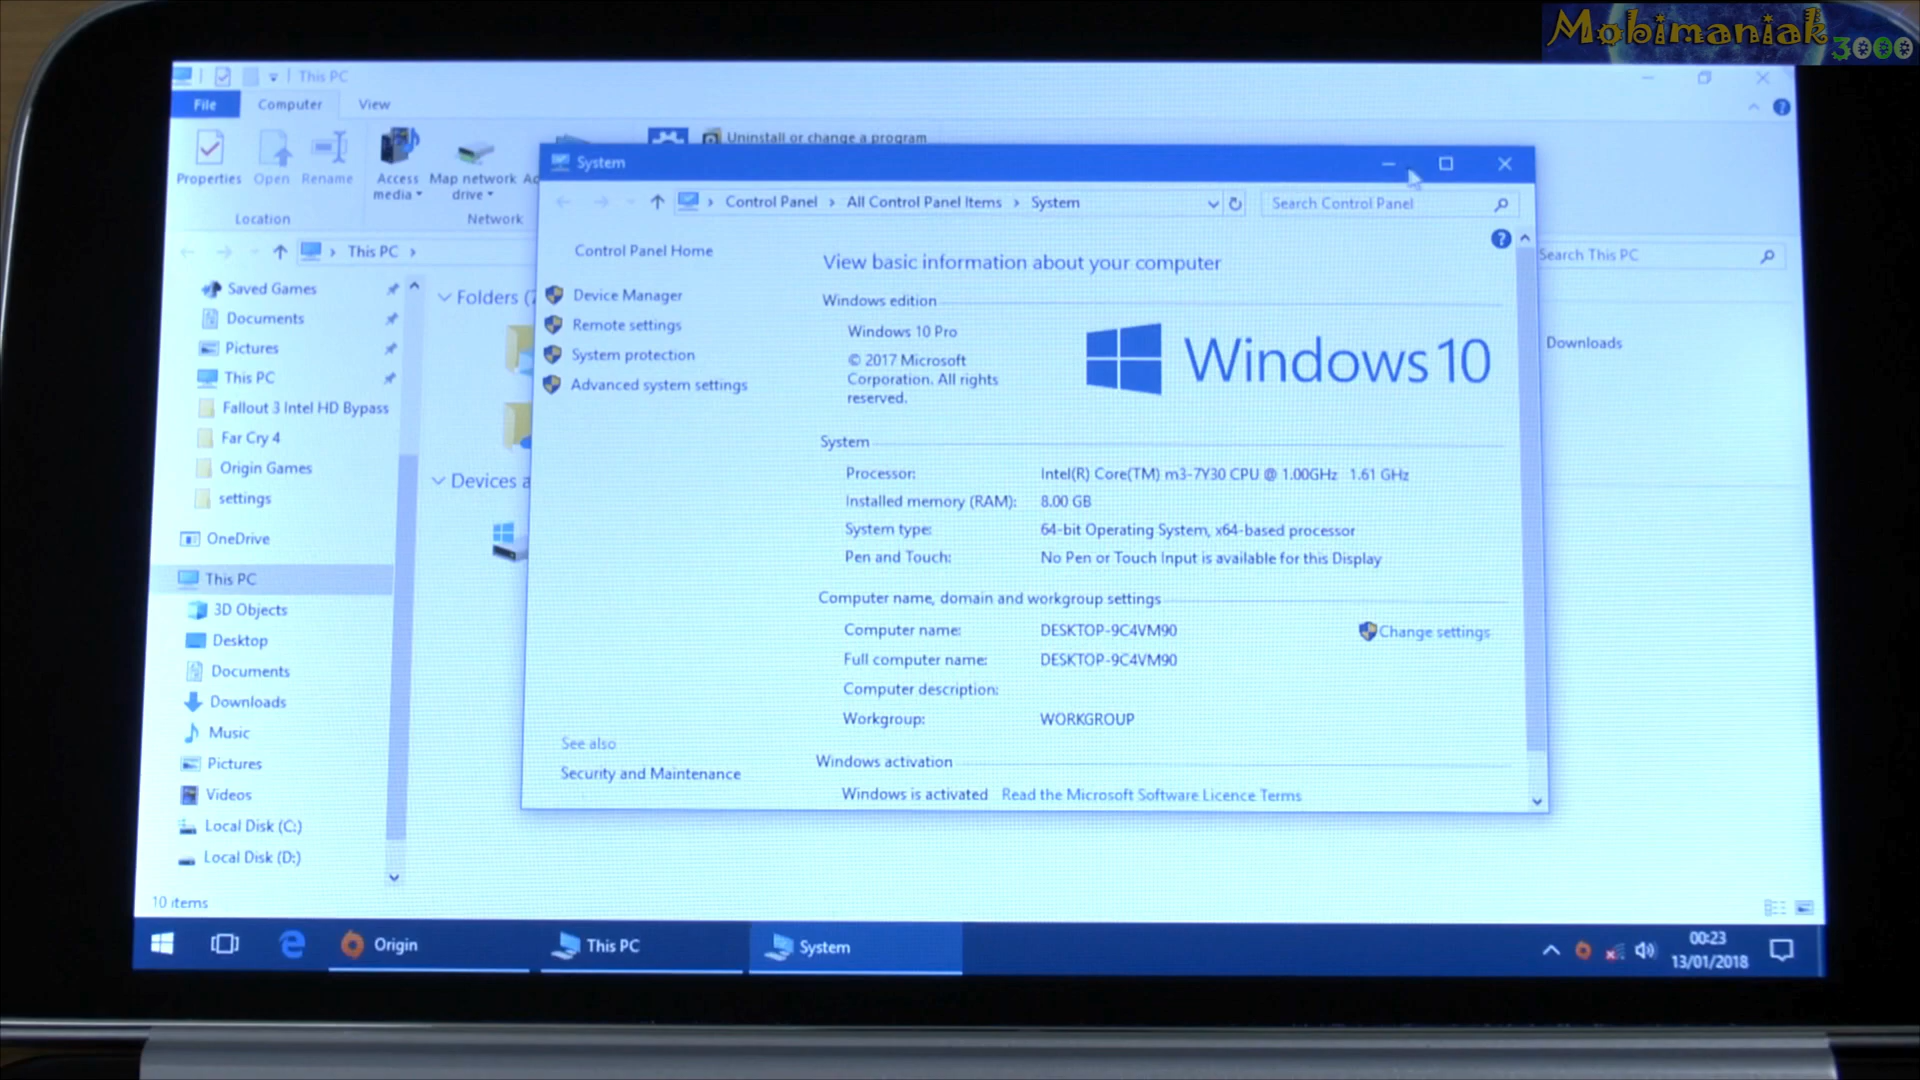 Mobimaniak
3000
This PC
File
Computer
View
Uninstall or change a program
Properties
Open
Rename
Access
media
Map network
drive
Location
Network
This PC
Search This PC
Saved Games
Documents
Pictures
This PC
Fallout 3 Intel HD Bypass
Far Cry 4
Origin Games
settings
OneDrive
This PC
3D Objects
Desktop
Documents
Downloads
Music
Pictures
Videos
Local Disk (C:)
Local Disk (D:)
10 items
Folders (7
Devices a
Downloads
System
Control Panel › All Control Panel Items › System
Search Control Panel
Control Panel Home
Device Manager
Remote settings
System protection
Advanced system settings
See also
Security and Maintenance
View basic information about your computer
Windows edition
Windows 10 Pro
© 2017 Microsoft
Corporation. All rights
reserved.
Windows 10
System
Processor: Intel(R) Core(TM) m3-7Y30 CPU @ 1.00GHz 1.61 GHz
Installed memory (RAM): 8.00 GB
System type: 64-bit Operating System, x64-based processor
Pen and Touch: No Pen or Touch Input is available for this Display
Computer name, domain and workgroup settings
Computer name: DESKTOP-9C4VM90
Change settings
Full computer name: DESKTOP-9C4VM90
Computer description:
Workgroup: WORKGROUP
Windows activation
Windows is activated Read the Microsoft Software Licence Terms
Origin
This PC
System
00:23
13/01/2018